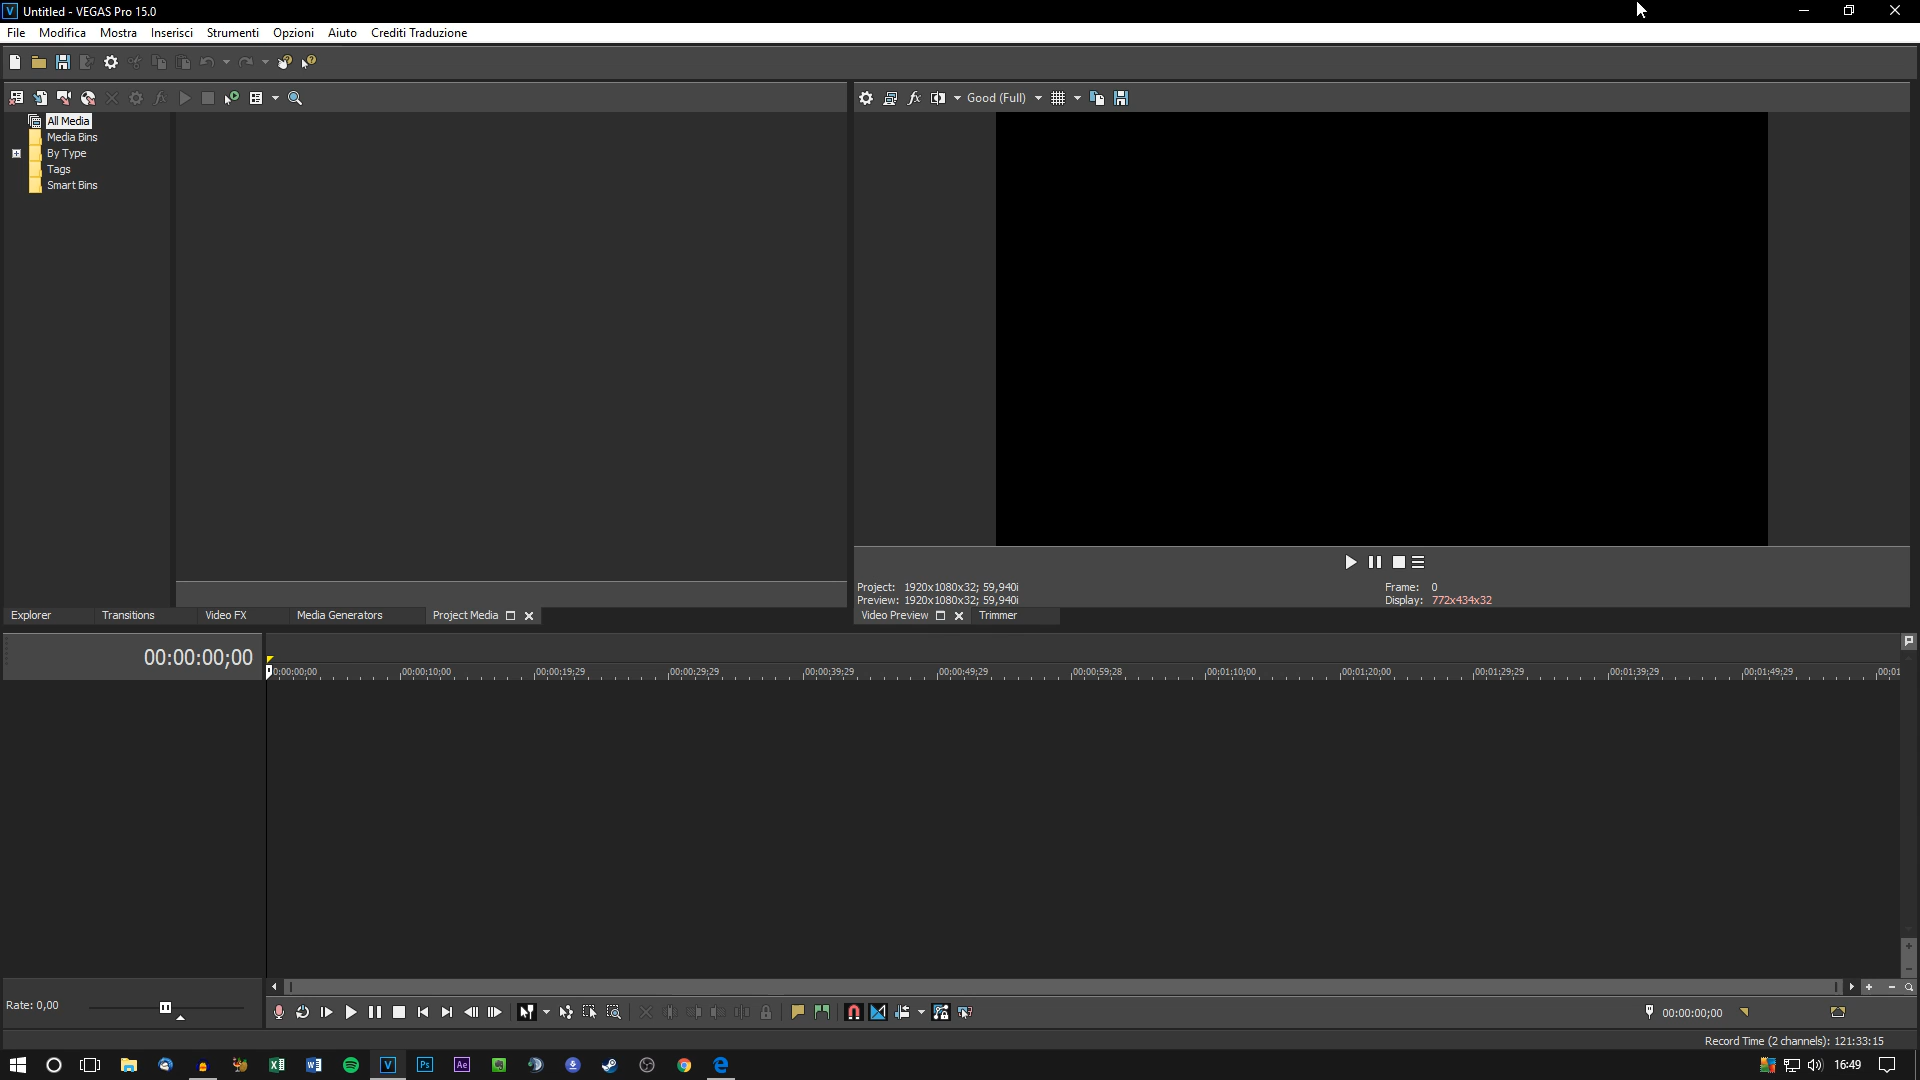 V Untitled - VEGAS Pro 15.0
File Modifica Mostra Inserisci Strumenti Opzioni Aiuto Crediti Traduzione
Good (Full)
All Media
Media Bins
By Type
Tags
Smart Bins
Project: 1920x1080x32; 59,940i
Frame: 0
Preview: 1920x1080x32; 59,940i
Display: 772x434x32
Explorer Transitions Video FX Media Generators Project Media
Video Preview Trimmer
00:00:00;00
0:00:00;00 00:00:10;00 00:00:19;29 00:00:29;29 00:00:39;29 00:00:49;29 00:00:59;28 00:01:10;00 00:01:20;00 00:01:29;29 00:01:39;29 00:01:49;29 00:01
Rate: 0,00
00:00:00;00
Record Time (2 channels): 121:33:15
V Ps Ae
16:49